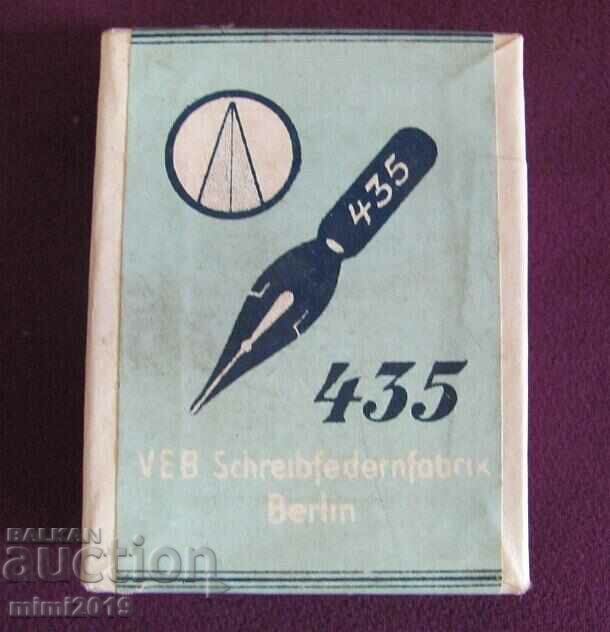 435
435
VEB Schreibfedernfabrik
Berlin
BALKAN
auction
mimi2019